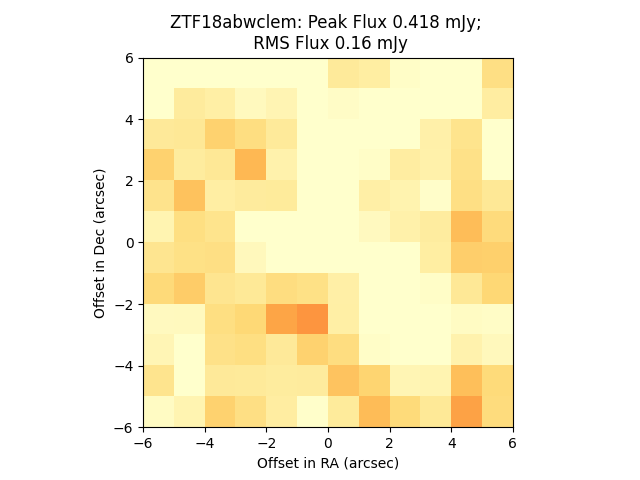 ZTF18abwclem: Peak Flux 0.418 mJy;
RMS Flux 0.16 mJy
6
4
2
0
−2
−4
−6
Offset in Dec (arcsec)
−6 −4 −2 0 2 4 6
Offset in RA (arcsec)